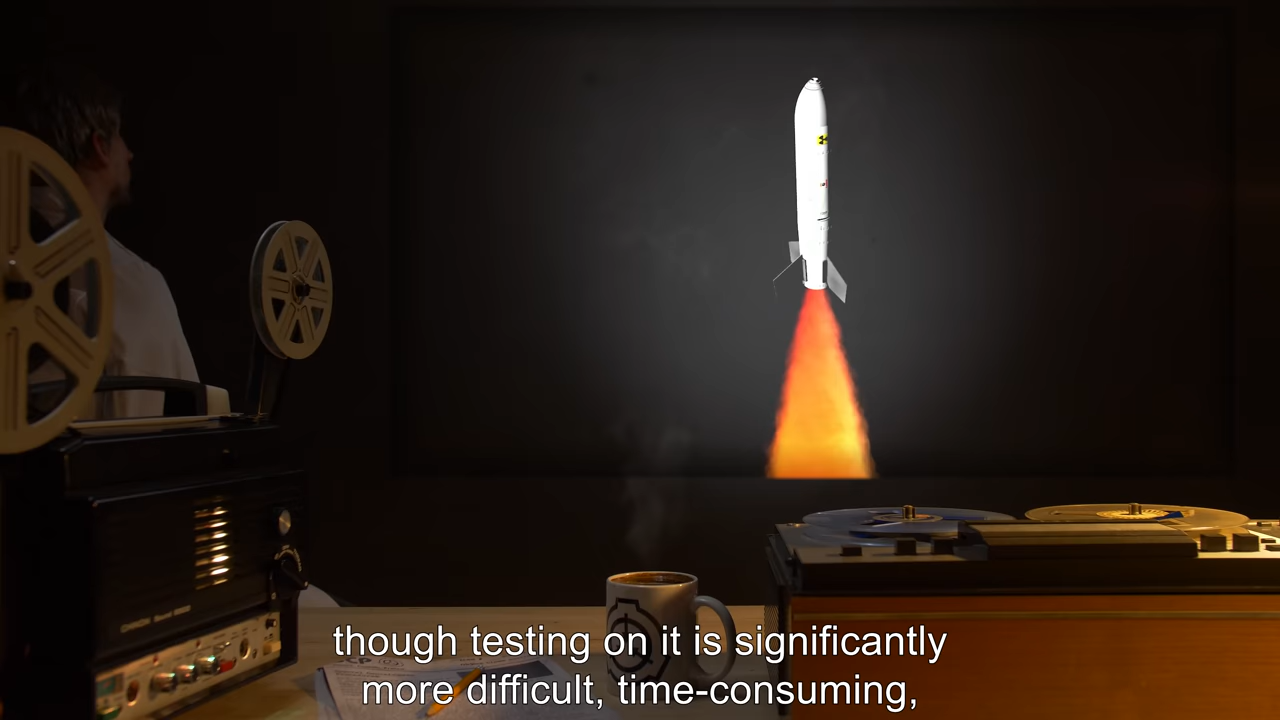 though testing on it is significantly
more difficult, time-consuming,